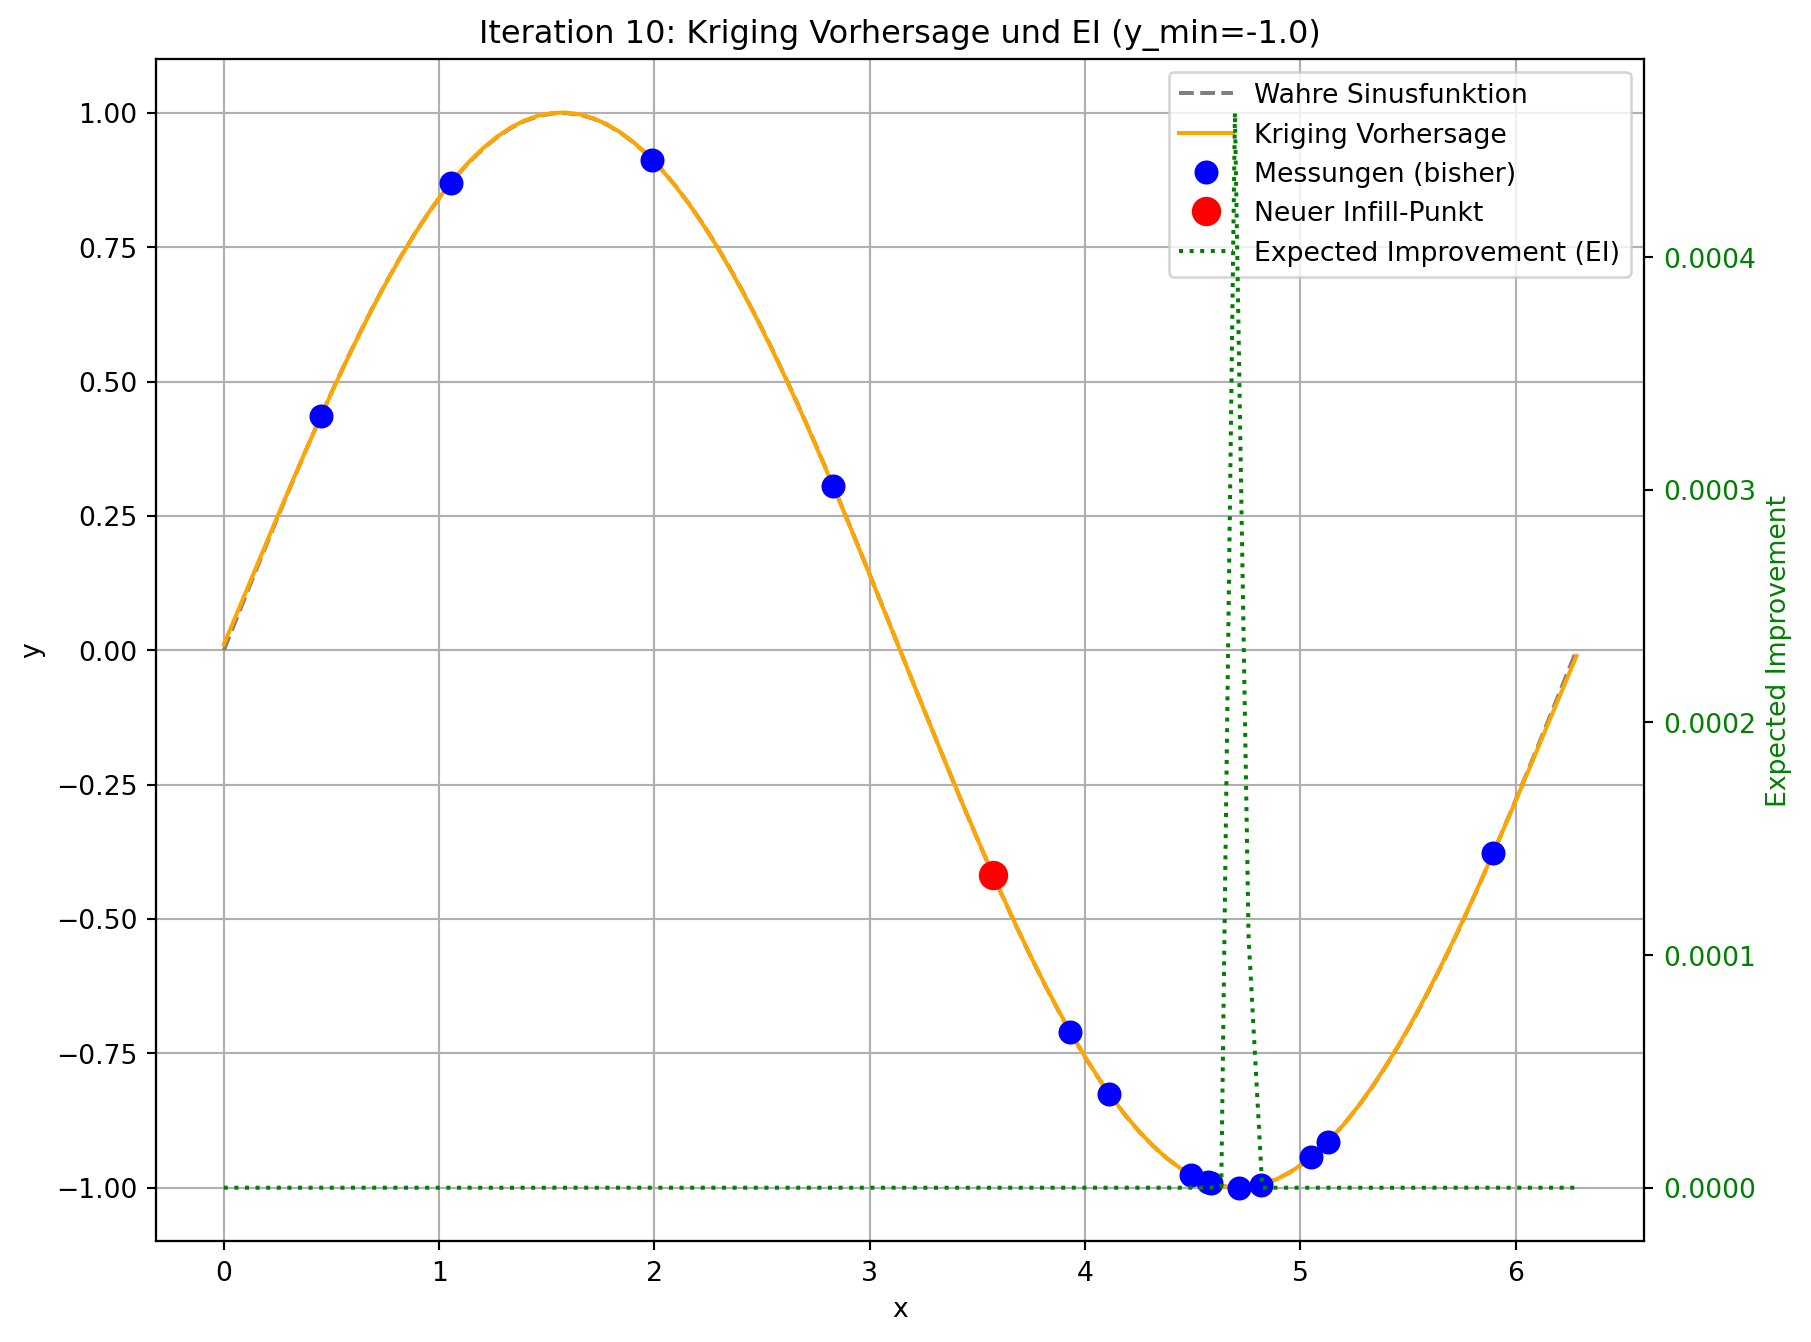 Iteration 10: Kriging Vorhersage und EI (y_min=-1.0)
Wahre Sinusfunktion
Kriging Vorhersage
Messungen (bisher)
Neuer Infill-Punkt
Expected Improvement (EI)
1.00
0.75
0.50
0.25
0.00
−0.25
−0.50
−0.75
−1.00
y
0.0004
0.0003
0.0002
0.0001
0.0000
Expected Improvement
0 1 2 3 4 5 6
x